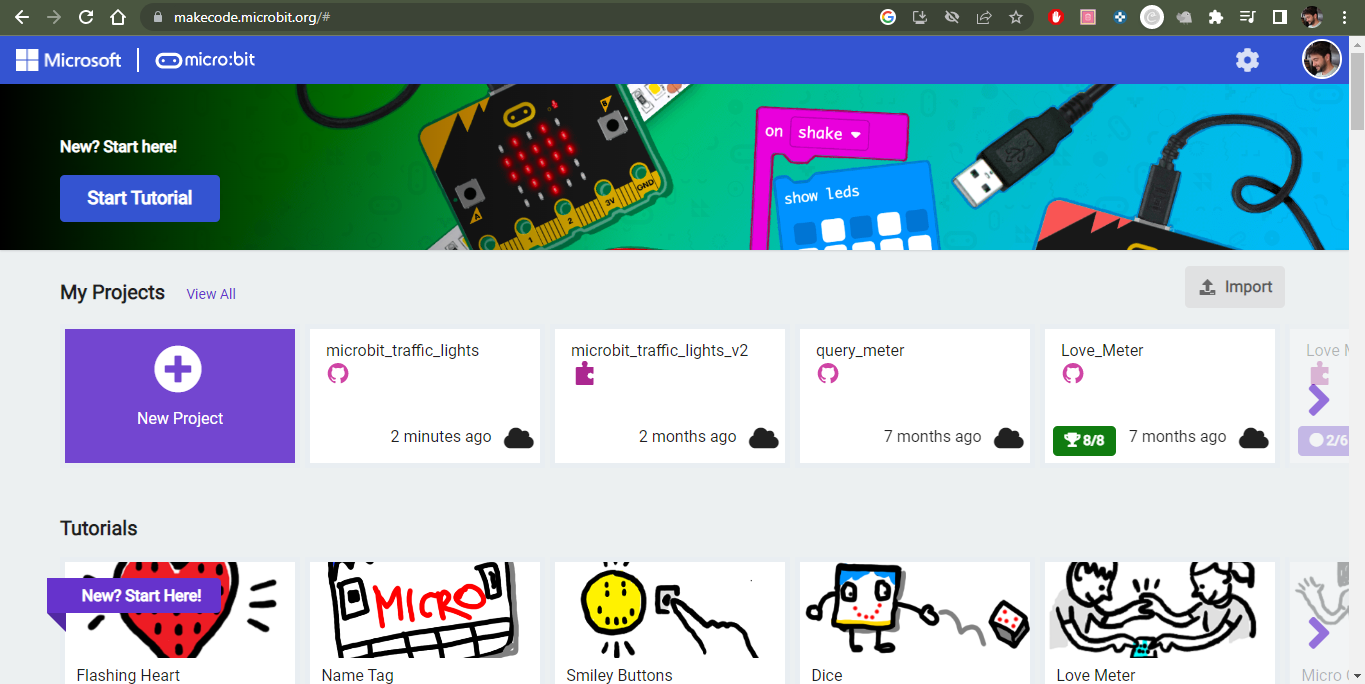 makecode.microbit.org/#
Microsoft
micro:bit
New? Start here!
Start Tutorial
on shake
show leds
A
1
2
3V
GND
My Projects
View All
Import
New Project
microbit_traffic_lights
2 minutes ago
microbit_traffic_lights_v2
2 months ago
query_meter
7 months ago
Love_Meter
8/8
7 months ago
Love M
2/6
Tutorials
New? Start Here!
MICRO
Flashing Heart
Name Tag
Smiley Buttons
Dice
Love Meter
Micro